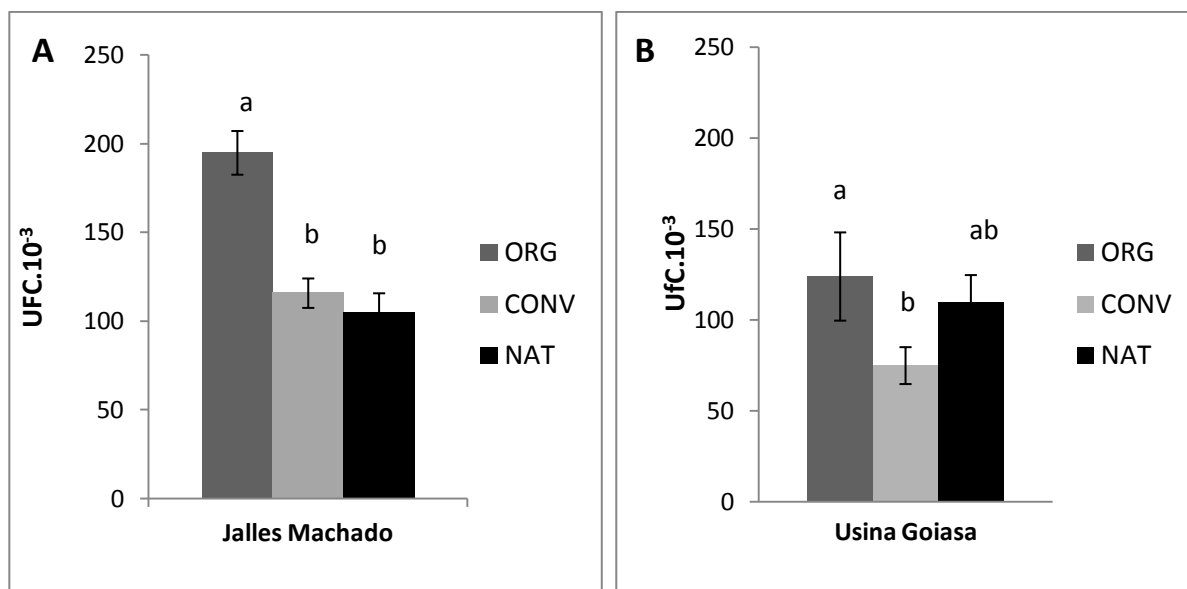 A
250
200
150
100
50
0
UFC.10⁻³
a
b
b
ORG
CONV
NAT
Jalles Machado
B
250
200
150
100
50
0
UfC.10⁻³
a
b
ab
ORG
CONV
NAT
Usina Goiasa